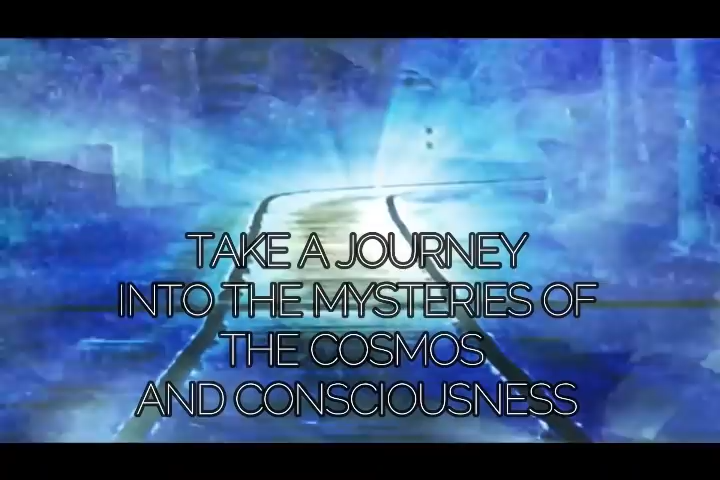 TAKE A JOURNEY
INTO THE MYSTERIES OF
THE COSMOS
AND CONSCIOUSNESS